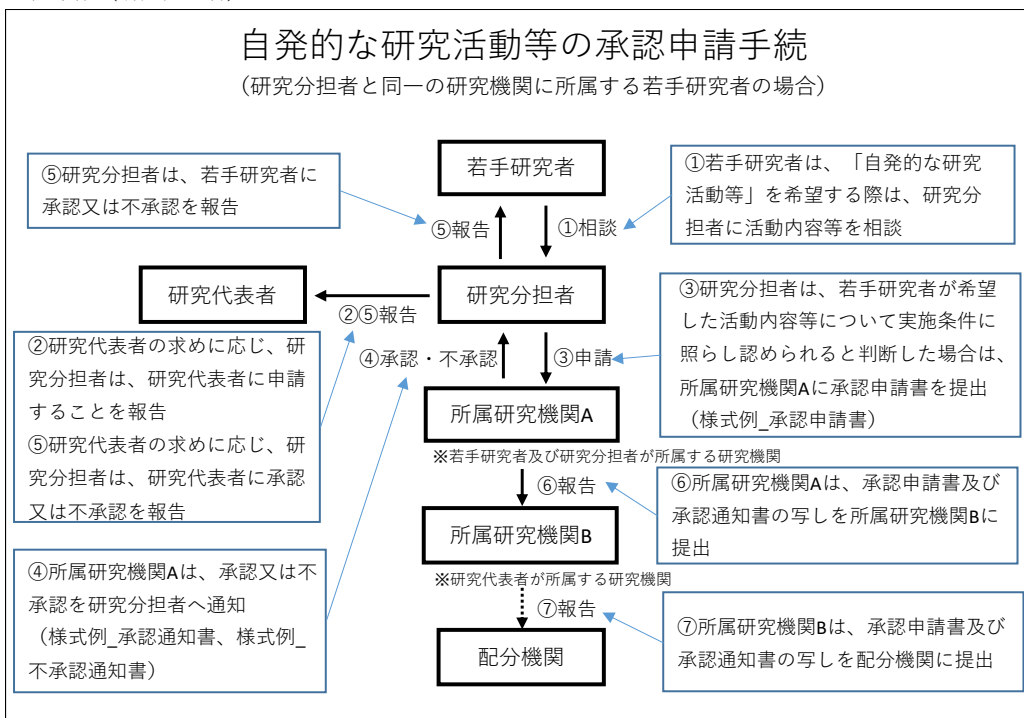 自発的な研究活動等の承認申請手続
(研究分担者と同一の研究機関に所属する若手研究者の場合)
若手研究者
⑤研究分担者は、若手研究者に
承認又は不承認を報告
①若手研究者は、「自発的な研究
活動等」を希望する際は、研究分
担者に活動内容等を相談
⑤報告
①相談
研究代表者
研究分担者
②⑤報告
③研究分担者は、若手研究者が希望
した活動内容等について実施条件に
照らし認められると判断した場合は、
所属研究機関Aに承認申請書を提出
(様式例_承認申請書)
②研究代表者の求めに応じ、研
究分担者は、研究代表者に申請
することを報告
⑤研究代表者の求めに応じ、研
究分担者は、研究代表者に承認
又は不承認を報告
④承認・不承認
③申請
所属研究機関A
※若手研究者及び研究分担者が所属する研究機関
⑥報告
⑥所属研究機関Aは、承認申請書及び
承認通知書の写しを所属研究機関Bに
提出
所属研究機関B
※研究代表者が所属する研究機関
④所属研究機関Aは、承認又は不
承認を研究分担者へ通知
(様式例_承認通知書、様式例_
不承認通知書)
⑦報告
⑦所属研究機関Bは、承認申請書及び
承認通知書の写しを配分機関に提出
配分機関